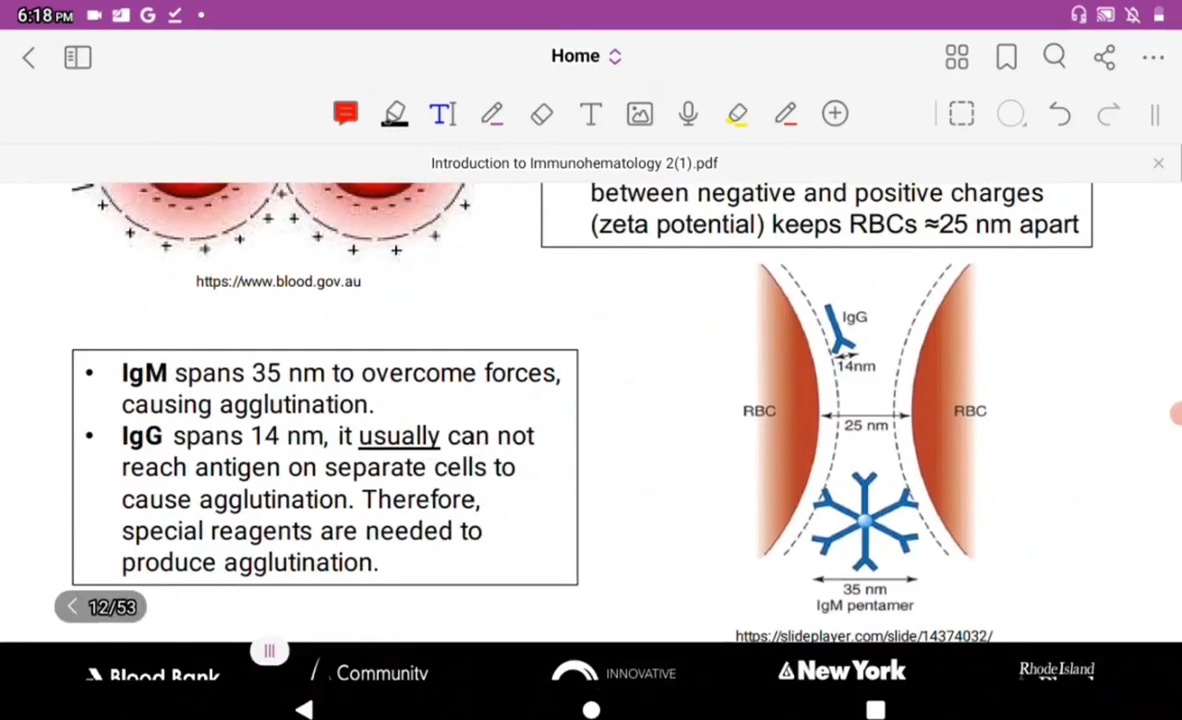 6:18 PM
Home
Introduction to Immunohematology 2(1).pdf
between negative and positive charges
(zeta potential) keeps RBCs ≈25 nm apart
https://www.blood.gov.au
• IgM spans 35 nm to overcome forces,
causing agglutination.
• IgG spans 14 nm, it usually can not
reach antigen on separate cells to
cause agglutination. Therefore,
special reagents are needed to
produce agglutination.
IgG
14nm
RBC
RBC
25 nm
35 nm
IgM pentamer
https://slideplayer.com/slide/14374032/
12/53
Blood Bank
Community
INNOVATIVE
New York
Rhode Island